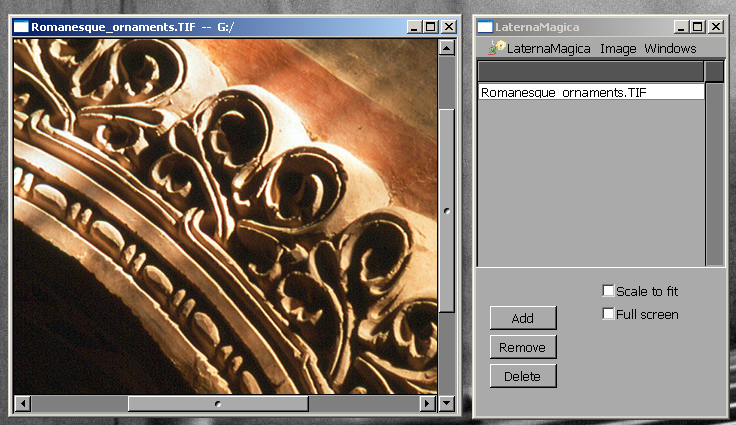 Romanesque_ornaments.TIF -- G:/
LaternaMagica
LaternaMagica Image Windows
Romanesque_ornaments.TIF
Scale to fit
Full screen
Add
Remove
Delete